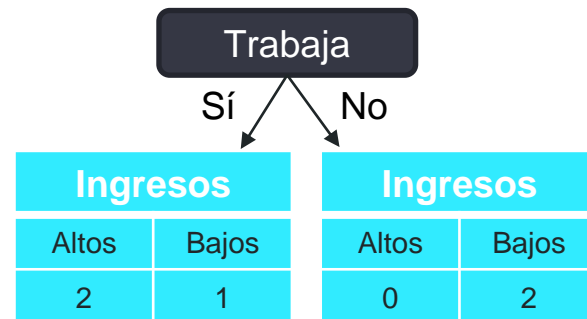 Trabaja
Sí No
Ingresos Ingresos
Altos Bajos Altos Bajos
2 1 0 2